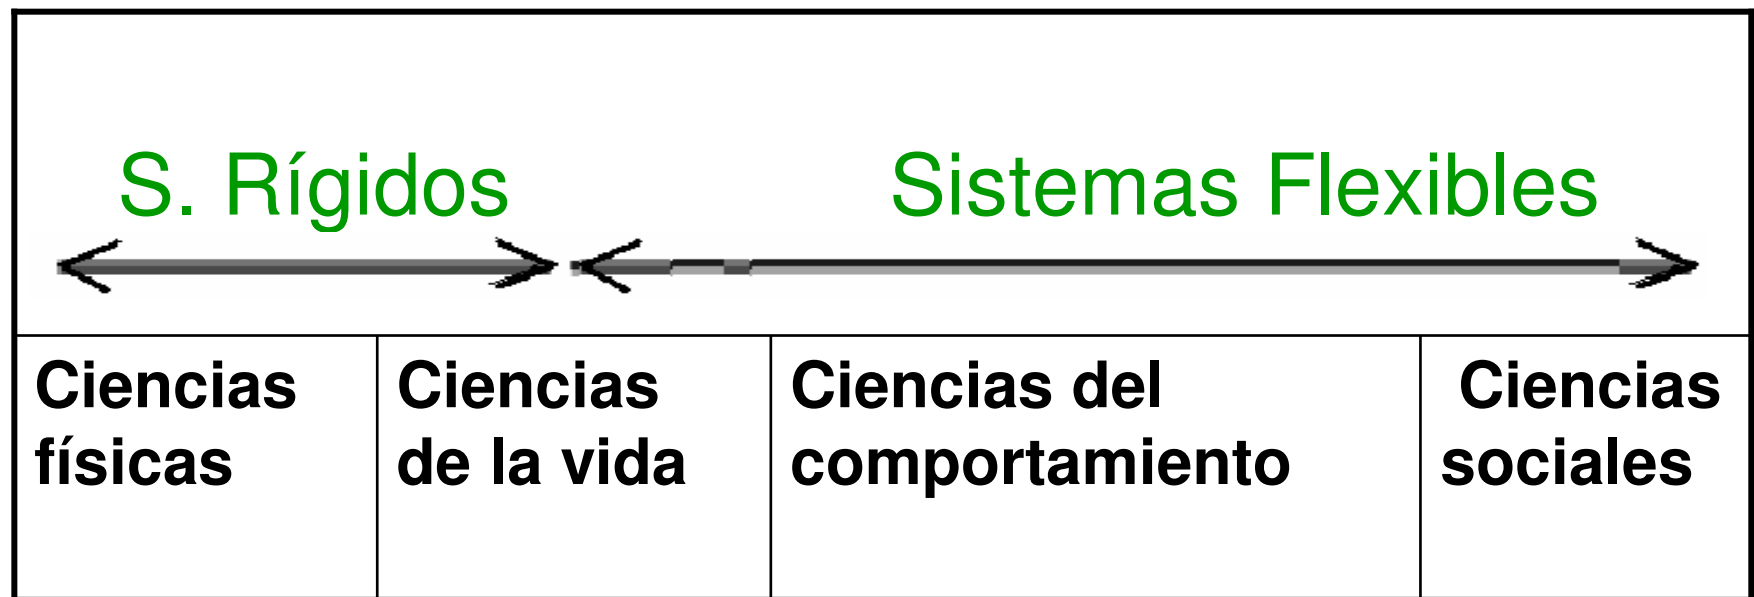 S. Rígidos
Sistemas Flexibles
Ciencias
físicas
Ciencias
de la vida
Ciencias del
comportamiento
Ciencias
sociales